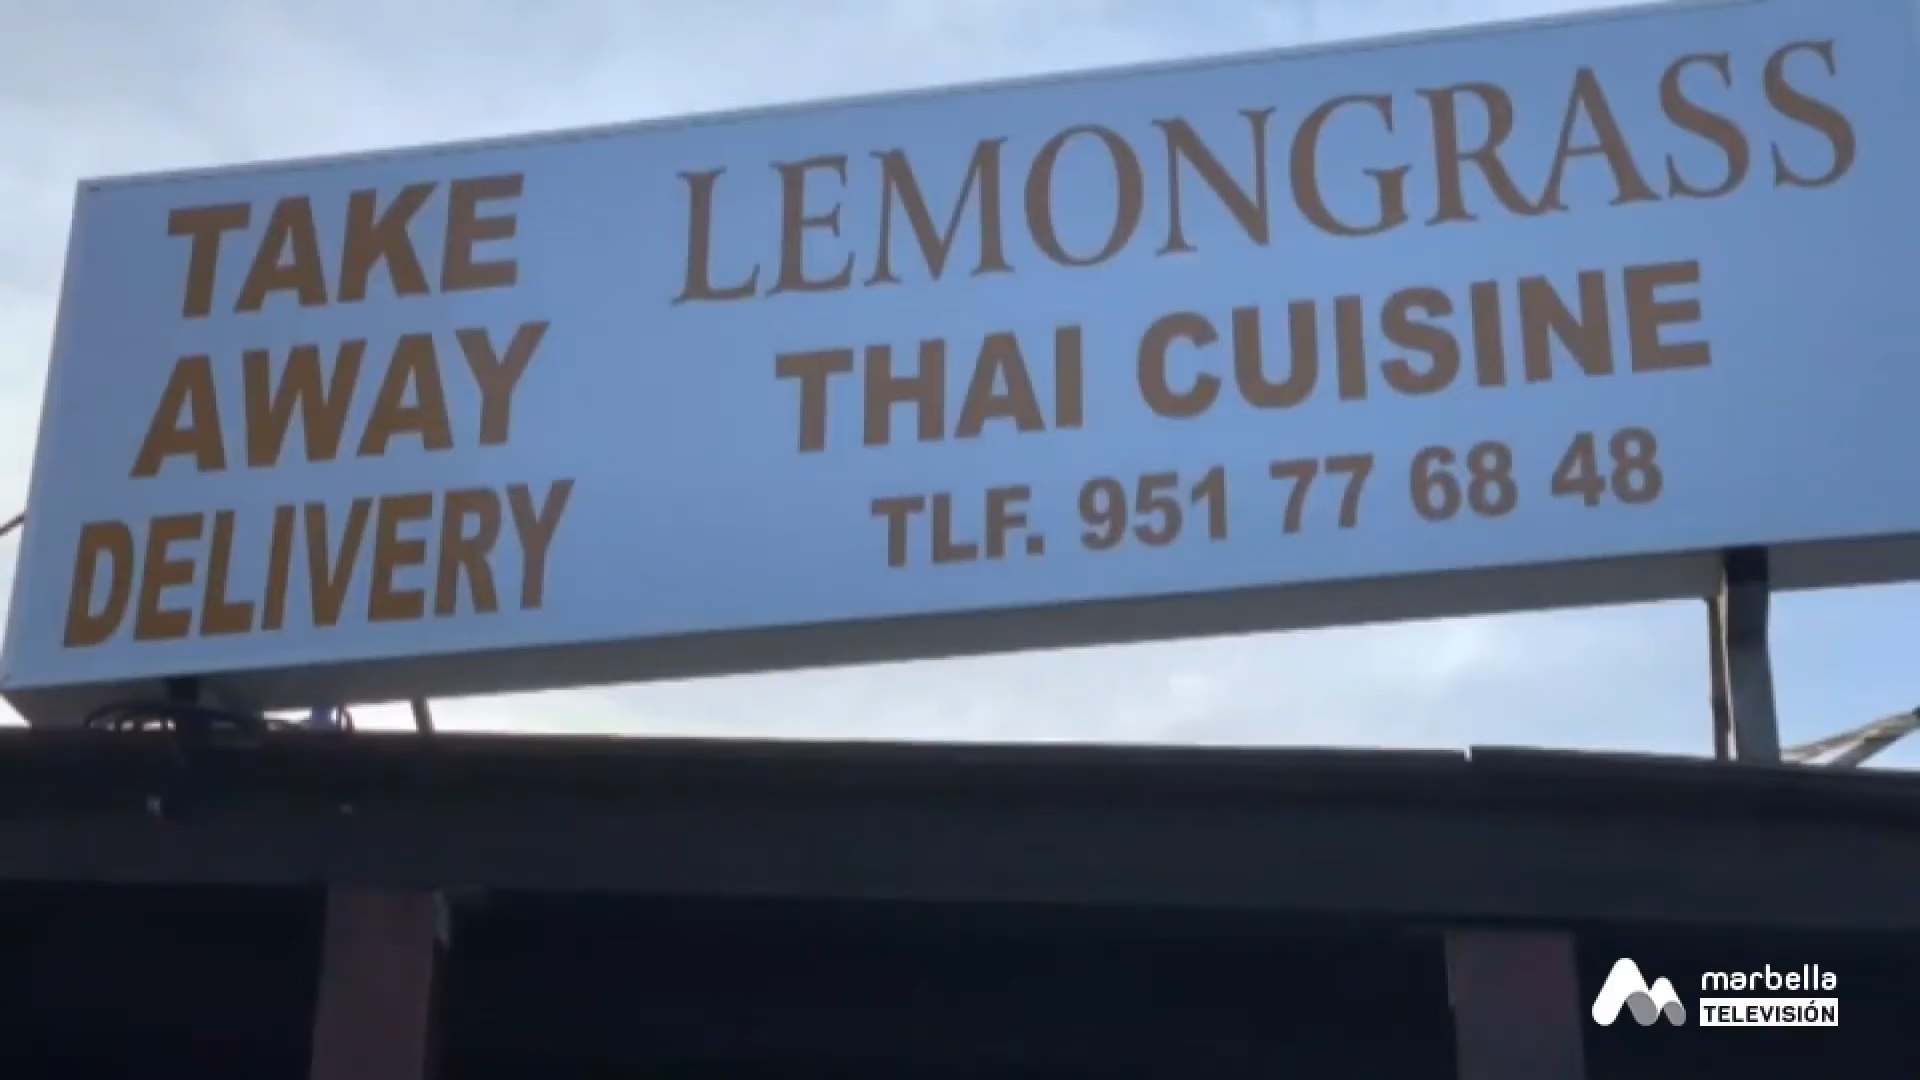 TAKE
AWAY
DELIVERY
LEMONGRASS
THAI CUISINE
TLF. 951 77 68 48
marbella
TELEVISIÓN